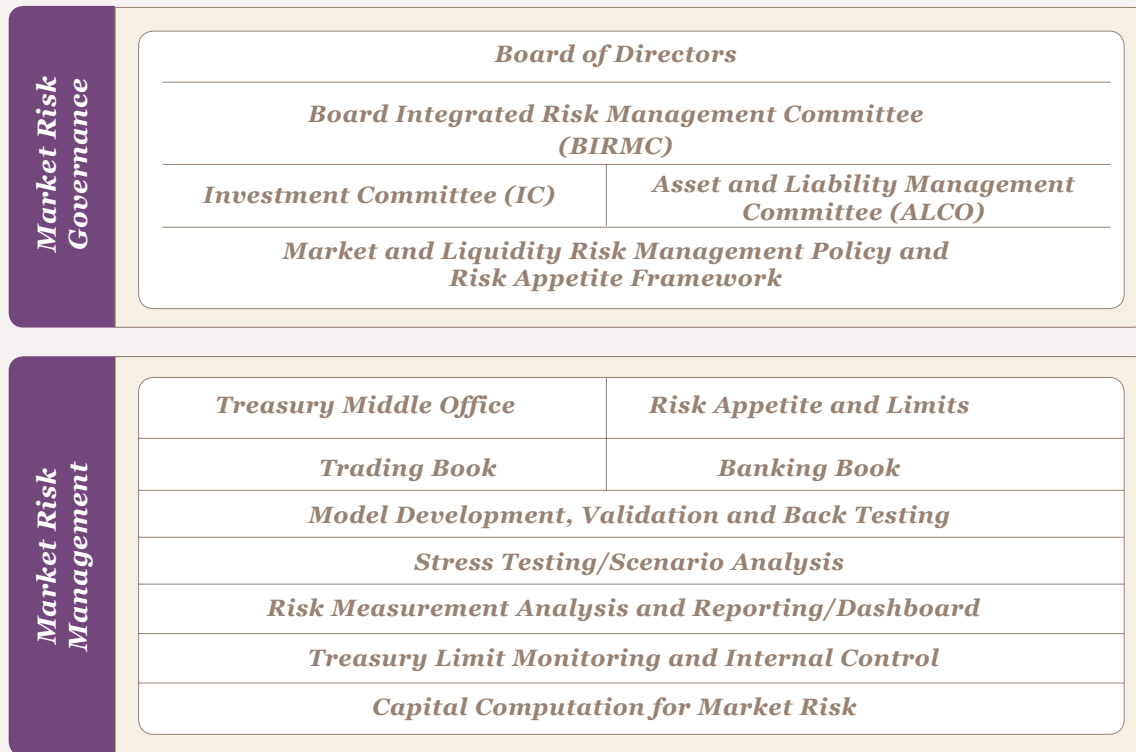 Market Risk
Governance
Board of Directors
Board Integrated Risk Management Committee
(BIRMC)
Investment Committee (IC)
Asset and Liability Management
Committee (ALCO)
Market and Liquidity Risk Management Policy and
Risk Appetite Framework
Market Risk
Management
Treasury Middle Office
Risk Appetite and Limits
Trading Book
Banking Book
Model Development, Validation and Back Testing
Stress Testing/Scenario Analysis
Risk Measurement Analysis and Reporting/Dashboard
Treasury Limit Monitoring and Internal Control
Capital Computation for Market Risk